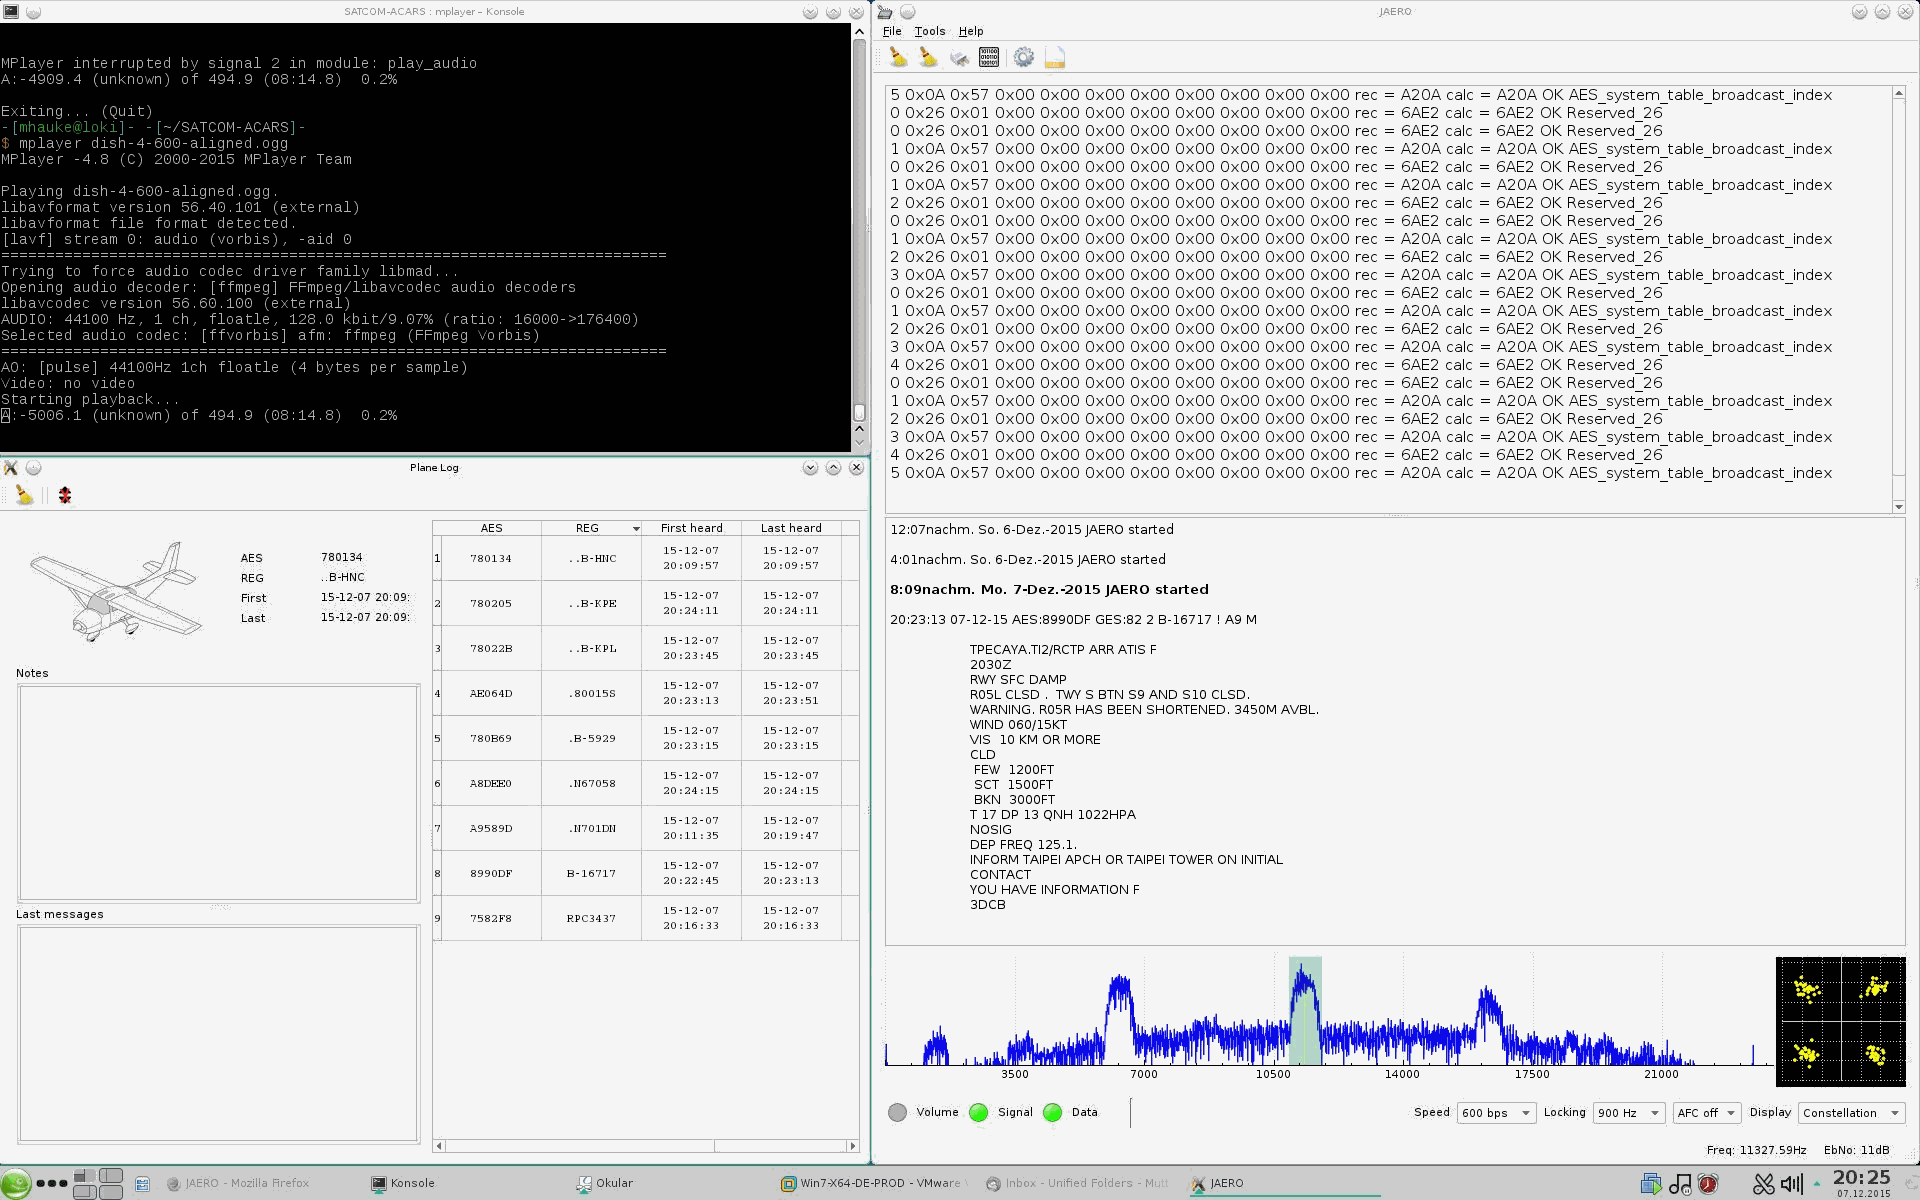 SATCOM-ACARS : mplayer – Konsole
MPlayer interrupted by signal 2 in module: play_audio
A:-4909.4 (unknown) of 494.9 (08:14.8)  0.2%
Exiting... (Quit)
-[mhauke@loki]- -[~/SATCOM-ACARS]-
$ mplayer dish-4-600-aligned.ogg
MPlayer -4.8 (C) 2000-2015 MPlayer Team
Playing dish-4-600-aligned.ogg.
libavformat version 56.40.101 (external)
libavformat file format detected.
[lavf] stream 0: audio (vorbis), -aid 0
==========================================================================
Trying to force audio codec driver family libmad...
Opening audio decoder: [ffmpeg] FFmpeg/libavcodec audio decoders
libavcodec version 56.60.100 (external)
AUDIO: 44100 Hz, 1 ch, floatle, 128.0 kbit/9.07% (ratio: 16000->176400)
Selected audio codec: [ffvorbis] afm: ffmpeg (FFmpeg Vorbis)
==========================================================================
AO: [pulse] 44100Hz 1ch floatle (4 bytes per sample)
Video: no video
Starting playback...
A:-5006.1 (unknown) of 494.9 (08:14.8)  0.2%
Plane Log
AES 780134
REG ..B-HNC
First 15-12-07 20:09:
Last 15-12-07 20:09:
Notes
Last messages
AES REG First heard Last heard
1 780134 ..B-HNC 15-12-07 20:09:57 15-12-07 20:09:57
2 780205 ..B-KPE 15-12-07 20:24:11 15-12-07 20:24:11
3 78022B ..B-KPL 15-12-07 20:23:45 15-12-07 20:23:45
4 AE064D .80015S 15-12-07 20:23:13 15-12-07 20:23:51
5 780B69 .B-5929 15-12-07 20:23:15 15-12-07 20:23:15
6 A8DEE0 .N67058 15-12-07 20:24:15 15-12-07 20:24:15
7 A9589D .N701DN 15-12-07 20:11:35 15-12-07 20:19:47
8 8990DF B-16717 15-12-07 20:22:45 15-12-07 20:23:13
9 7582F8 RPC3437 15-12-07 20:16:33 15-12-07 20:16:33
JAERO
File Tools Help
5 0x0A 0x57 0x00 0x00 0x00 0x00 0x00 0x00 0x00 0x00 rec = A20A calc = A20A OK AES_system_table_broadcast_index
0 0x26 0x01 0x00 0x00 0x00 0x00 0x00 0x00 0x00 0x00 rec = 6AE2 calc = 6AE2 OK Reserved_26
0 0x26 0x01 0x00 0x00 0x00 0x00 0x00 0x00 0x00 0x00 rec = 6AE2 calc = 6AE2 OK Reserved_26
1 0x0A 0x57 0x00 0x00 0x00 0x00 0x00 0x00 0x00 0x00 rec = A20A calc = A20A OK AES_system_table_broadcast_index
0 0x26 0x01 0x00 0x00 0x00 0x00 0x00 0x00 0x00 0x00 rec = 6AE2 calc = 6AE2 OK Reserved_26
1 0x0A 0x57 0x00 0x00 0x00 0x00 0x00 0x00 0x00 0x00 rec = A20A calc = A20A OK AES_system_table_broadcast_index
2 0x26 0x01 0x00 0x00 0x00 0x00 0x00 0x00 0x00 0x00 rec = 6AE2 calc = 6AE2 OK Reserved_26
0 0x26 0x01 0x00 0x00 0x00 0x00 0x00 0x00 0x00 0x00 rec = 6AE2 calc = 6AE2 OK Reserved_26
1 0x0A 0x57 0x00 0x00 0x00 0x00 0x00 0x00 0x00 0x00 rec = A20A calc = A20A OK AES_system_table_broadcast_index
2 0x26 0x01 0x00 0x00 0x00 0x00 0x00 0x00 0x00 0x00 rec = 6AE2 calc = 6AE2 OK Reserved_26
3 0x0A 0x57 0x00 0x00 0x00 0x00 0x00 0x00 0x00 0x00 rec = A20A calc = A20A OK AES_system_table_broadcast_index
0 0x26 0x01 0x00 0x00 0x00 0x00 0x00 0x00 0x00 0x00 rec = 6AE2 calc = 6AE2 OK Reserved_26
1 0x0A 0x57 0x00 0x00 0x00 0x00 0x00 0x00 0x00 0x00 rec = A20A calc = A20A OK AES_system_table_broadcast_index
2 0x26 0x01 0x00 0x00 0x00 0x00 0x00 0x00 0x00 0x00 rec = 6AE2 calc = 6AE2 OK Reserved_26
3 0x0A 0x57 0x00 0x00 0x00 0x00 0x00 0x00 0x00 0x00 rec = A20A calc = A20A OK AES_system_table_broadcast_index
4 0x26 0x01 0x00 0x00 0x00 0x00 0x00 0x00 0x00 0x00 rec = 6AE2 calc = 6AE2 OK Reserved_26
0 0x26 0x01 0x00 0x00 0x00 0x00 0x00 0x00 0x00 0x00 rec = 6AE2 calc = 6AE2 OK Reserved_26
1 0x0A 0x57 0x00 0x00 0x00 0x00 0x00 0x00 0x00 0x00 rec = A20A calc = A20A OK AES_system_table_broadcast_index
2 0x26 0x01 0x00 0x00 0x00 0x00 0x00 0x00 0x00 0x00 rec = 6AE2 calc = 6AE2 OK Reserved_26
3 0x0A 0x57 0x00 0x00 0x00 0x00 0x00 0x00 0x00 0x00 rec = A20A calc = A20A OK AES_system_table_broadcast_index
4 0x26 0x01 0x00 0x00 0x00 0x00 0x00 0x00 0x00 0x00 rec = 6AE2 calc = 6AE2 OK Reserved_26
5 0x0A 0x57 0x00 0x00 0x00 0x00 0x00 0x00 0x00 0x00 rec = A20A calc = A20A OK AES_system_table_broadcast_index
12:07nachm. So. 6-Dez.-2015 JAERO started
4:01nachm. So. 6-Dez.-2015 JAERO started
8:09nachm. Mo. 7-Dez.-2015 JAERO started
20:23:13 07-12-15 AES:8990DF GES:82 2 B-16717 ! A9 M
TPECAYA.TI2/RCTP ARR ATIS F
2030Z
RWY SFC DAMP
R05L CLSD .  TWY S BTN S9 AND S10 CLSD.
WARNING. R05R HAS BEEN SHORTENED. 3450M AVBL.
WIND 060/15KT
VIS  10 KM OR MORE
CLD
FEW  1200FT
SCT  1500FT
BKN  3000FT
T 17 DP 13 QNH 1022HPA
NOSIG
DEP FREQ 125.1.
INFORM TAIPEI APCH OR TAIPEI TOWER ON INITIAL
CONTACT
YOU HAVE INFORMATION F
3DCB
3500 7000 10500 14000 17500 21000
Volume Signal Data Speed 600 bps Locking 900 Hz AFC off Display Constellation
Freq: 11327.59Hz EbNo: 11dB
JAERO - Mozilla Firefox Konsole Okular Win7-X64-DE-PROD - VMware Inbox - Unified Folders - Mutt JAERO 20:25
07.12.2015